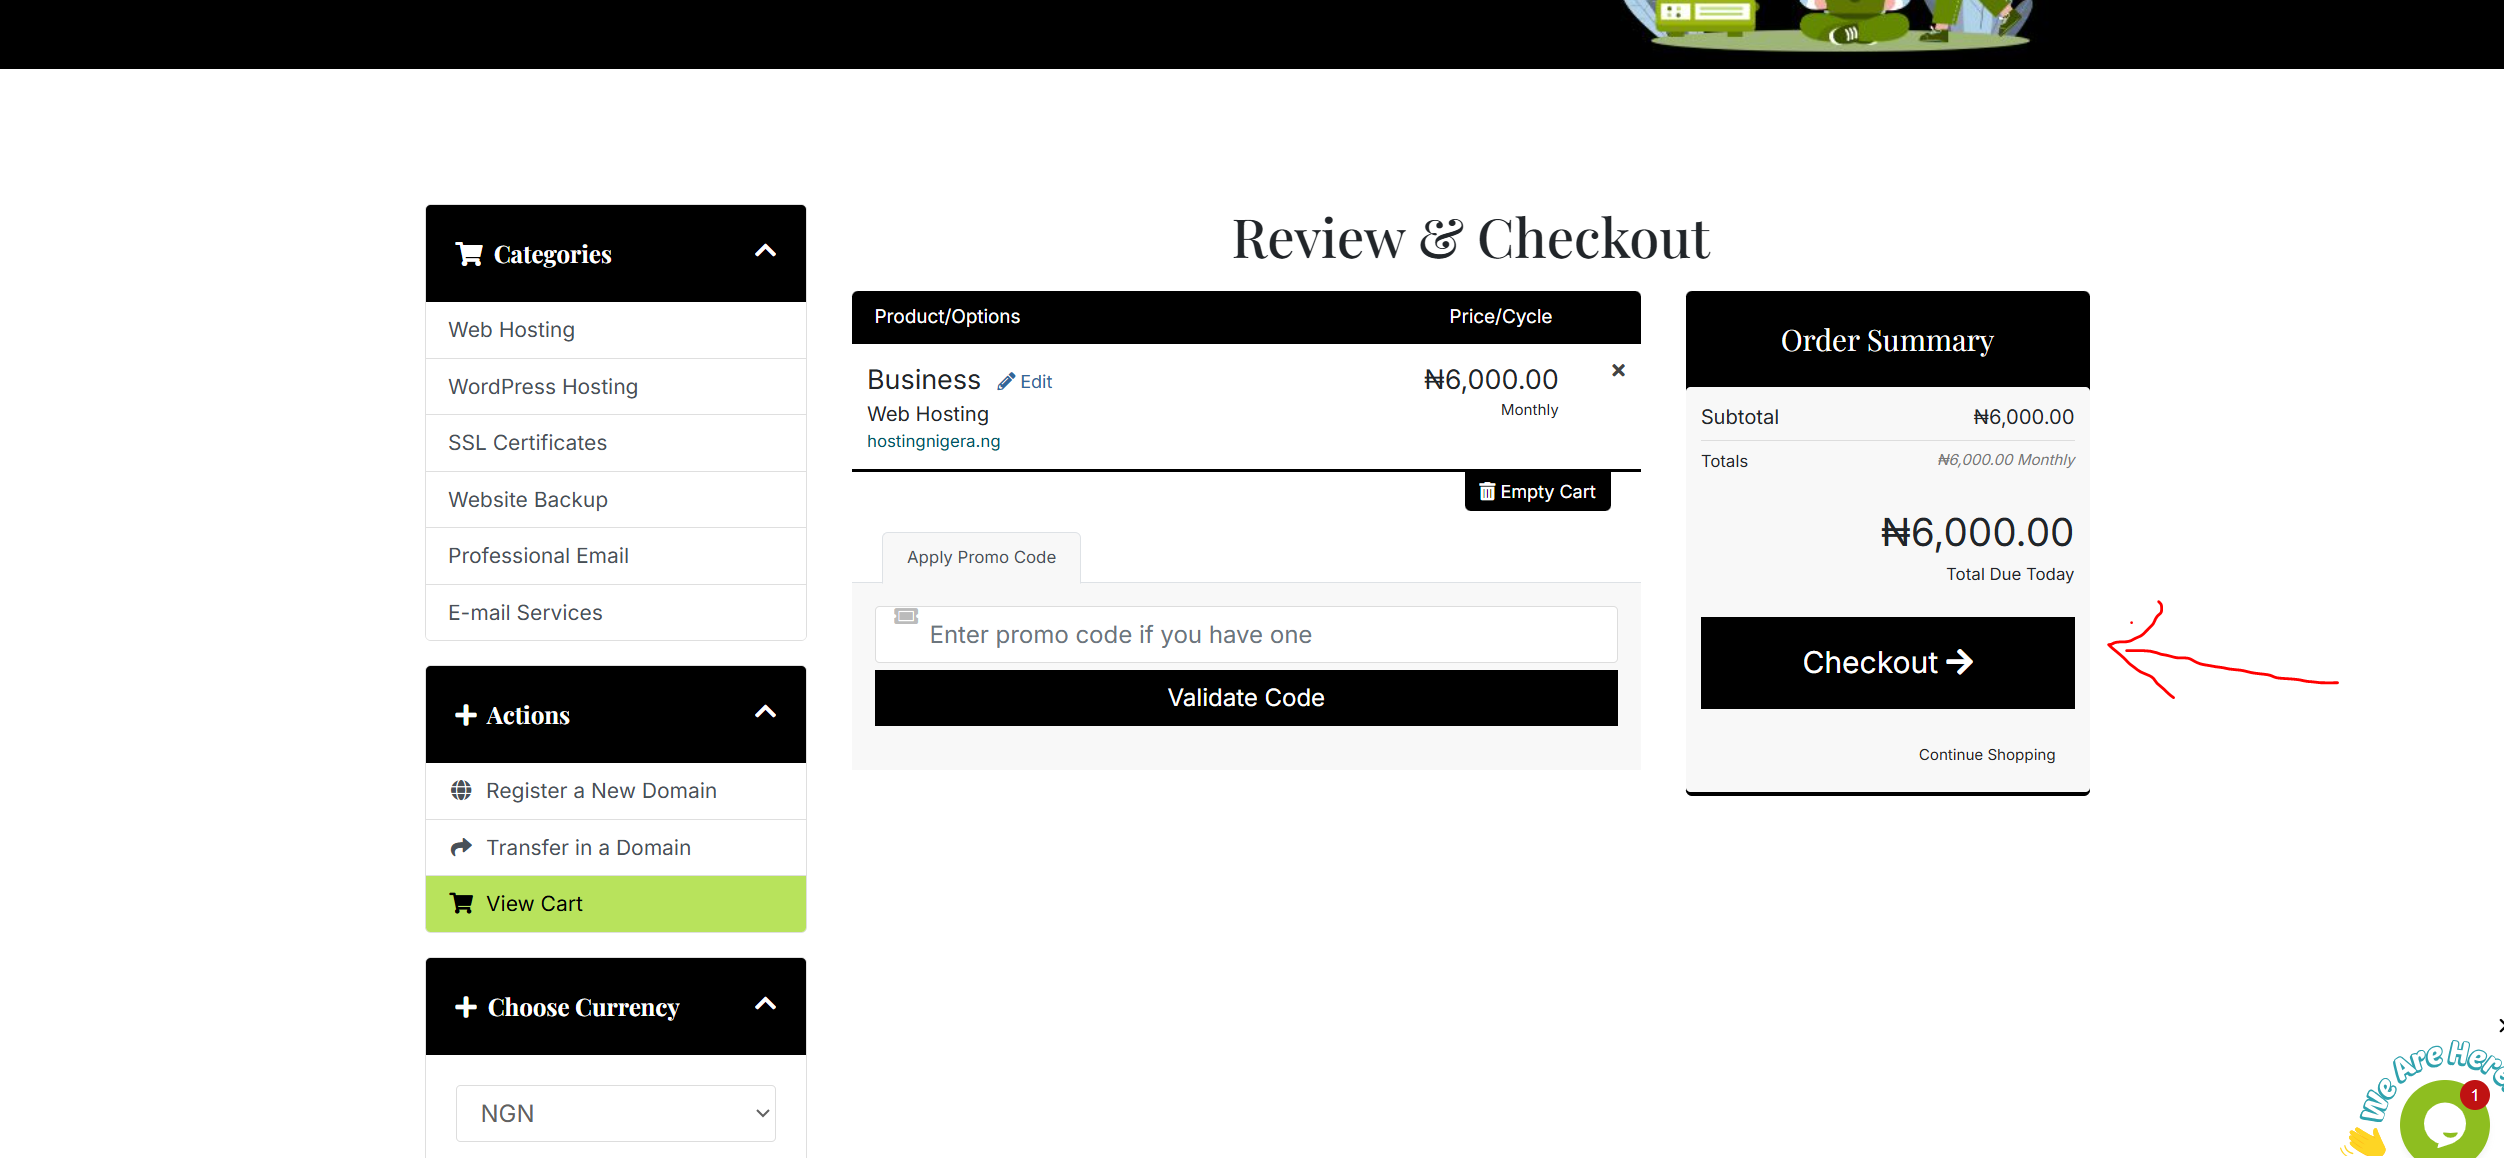 Categories
Web Hosting
WordPress Hosting
SSL Certificates
Website Backup
Professional Email
E-mail Services
Actions
Register a New Domain
Transfer in a Domain
View Cart
Choose Currency
NGN
Review & Checkout
Product/Options Price/Cycle
Business Edit ₦6,000.00
Web Hosting Monthly
hostingnigera.ng
Empty Cart
Apply Promo Code
Enter promo code if you have one
Validate Code
Order Summary
Subtotal ₦6,000.00
Totals ₦6,000.00 Monthly
₦6,000.00
Total Due Today
Checkout
Continue Shopping
We Are Here
1